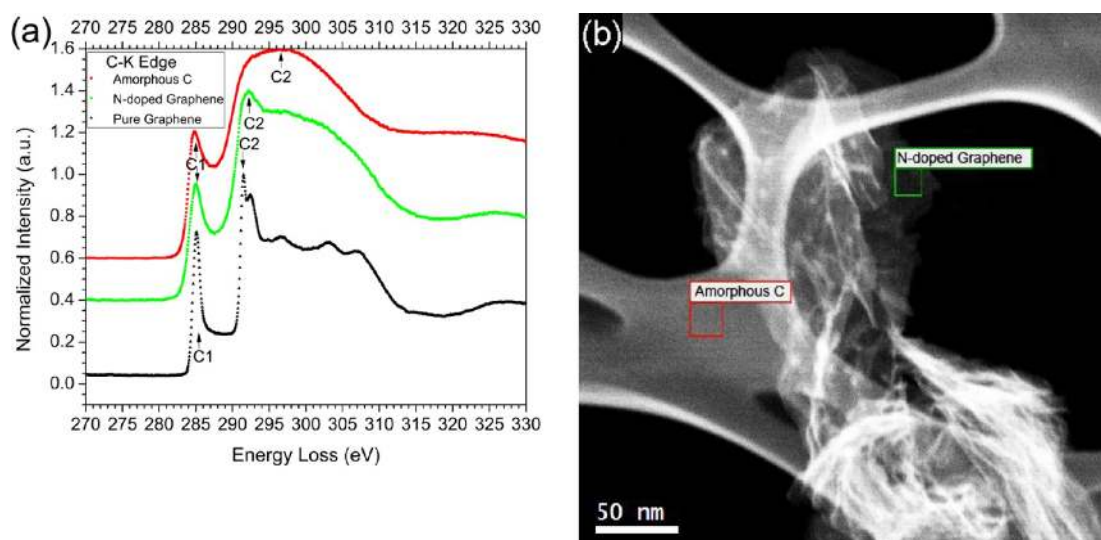 (a)
270 275 280 285 290 295 300 305 310 315 320 325 330
1.6
1.4
1.2
1.0
0.8
0.6
0.4
0.2
0.0
Normalized Intensity (a.u.)
C-K Edge
Amorphous C
N-doped Graphene
Pure Graphene
C2
C1
C2
C2
C1
270 275 280 285 290 295 300 305 310 315 320 325 330
Energy Loss (eV)
(b)
N-doped Graphene
Amorphous C
50 nm